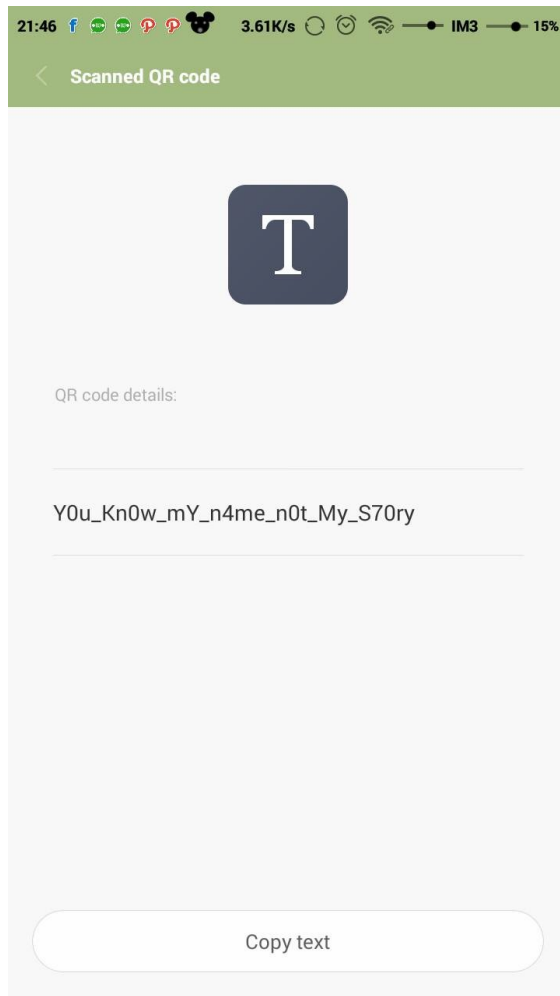 21:46 3.61K/s IM3 15%
Scanned QR code
T
QR code details:
Y0u_Kn0w_mY_n4me_n0t_My_S70ry
Copy text